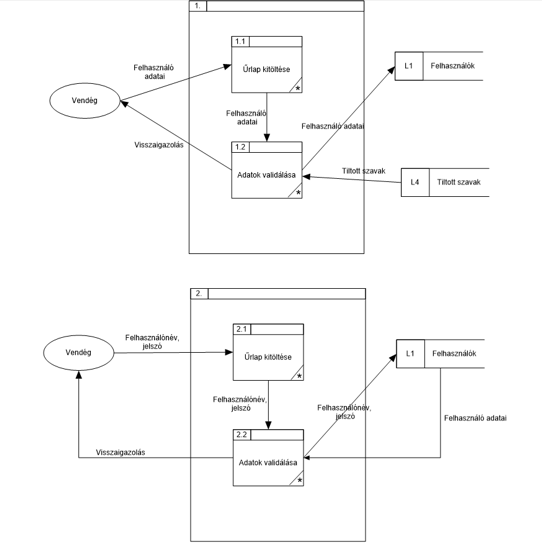 1.
1.1
Űrlap kitöltése
*
Felhasználó
adatai
L1
Felhasználók
Vendég
Felhasználó
adatai
Felhasználó adatai
Visszaigazolás
1.2
Adatok validálása
*
Tiltott szavak
L4
Tiltott szavak
2.
2.1
Űrlap kitöltése
*
Felhasználónév,
jelszó
Vendég
L1
Felhasználók
Felhasználónév,
jelszó
Felhasználónév,
jelszó
Felhasználó adatai
2.2
Adatok validálása
*
Visszaigazolás